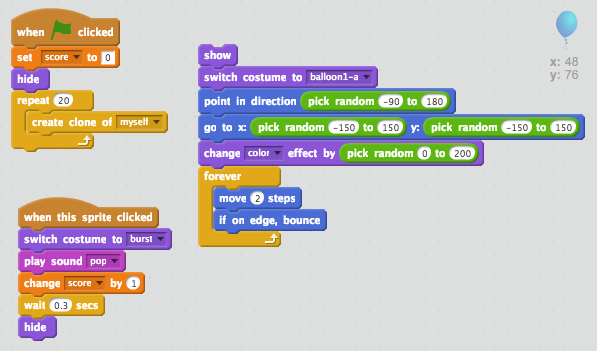 when clicked
set score to 0
hide
repeat 20
create clone of myself
when this sprite clicked
switch costume to burst
play sound pop
change score by 1
wait 0.3 secs
hide
show
switch costume to balloon1-a
point in direction pick random -90 to 180
go to x: pick random -150 to 150 y: pick random -150 to 150
change color effect by pick random 0 to 200
forever
move 2 steps
if on edge, bounce
x: 48
y: 76